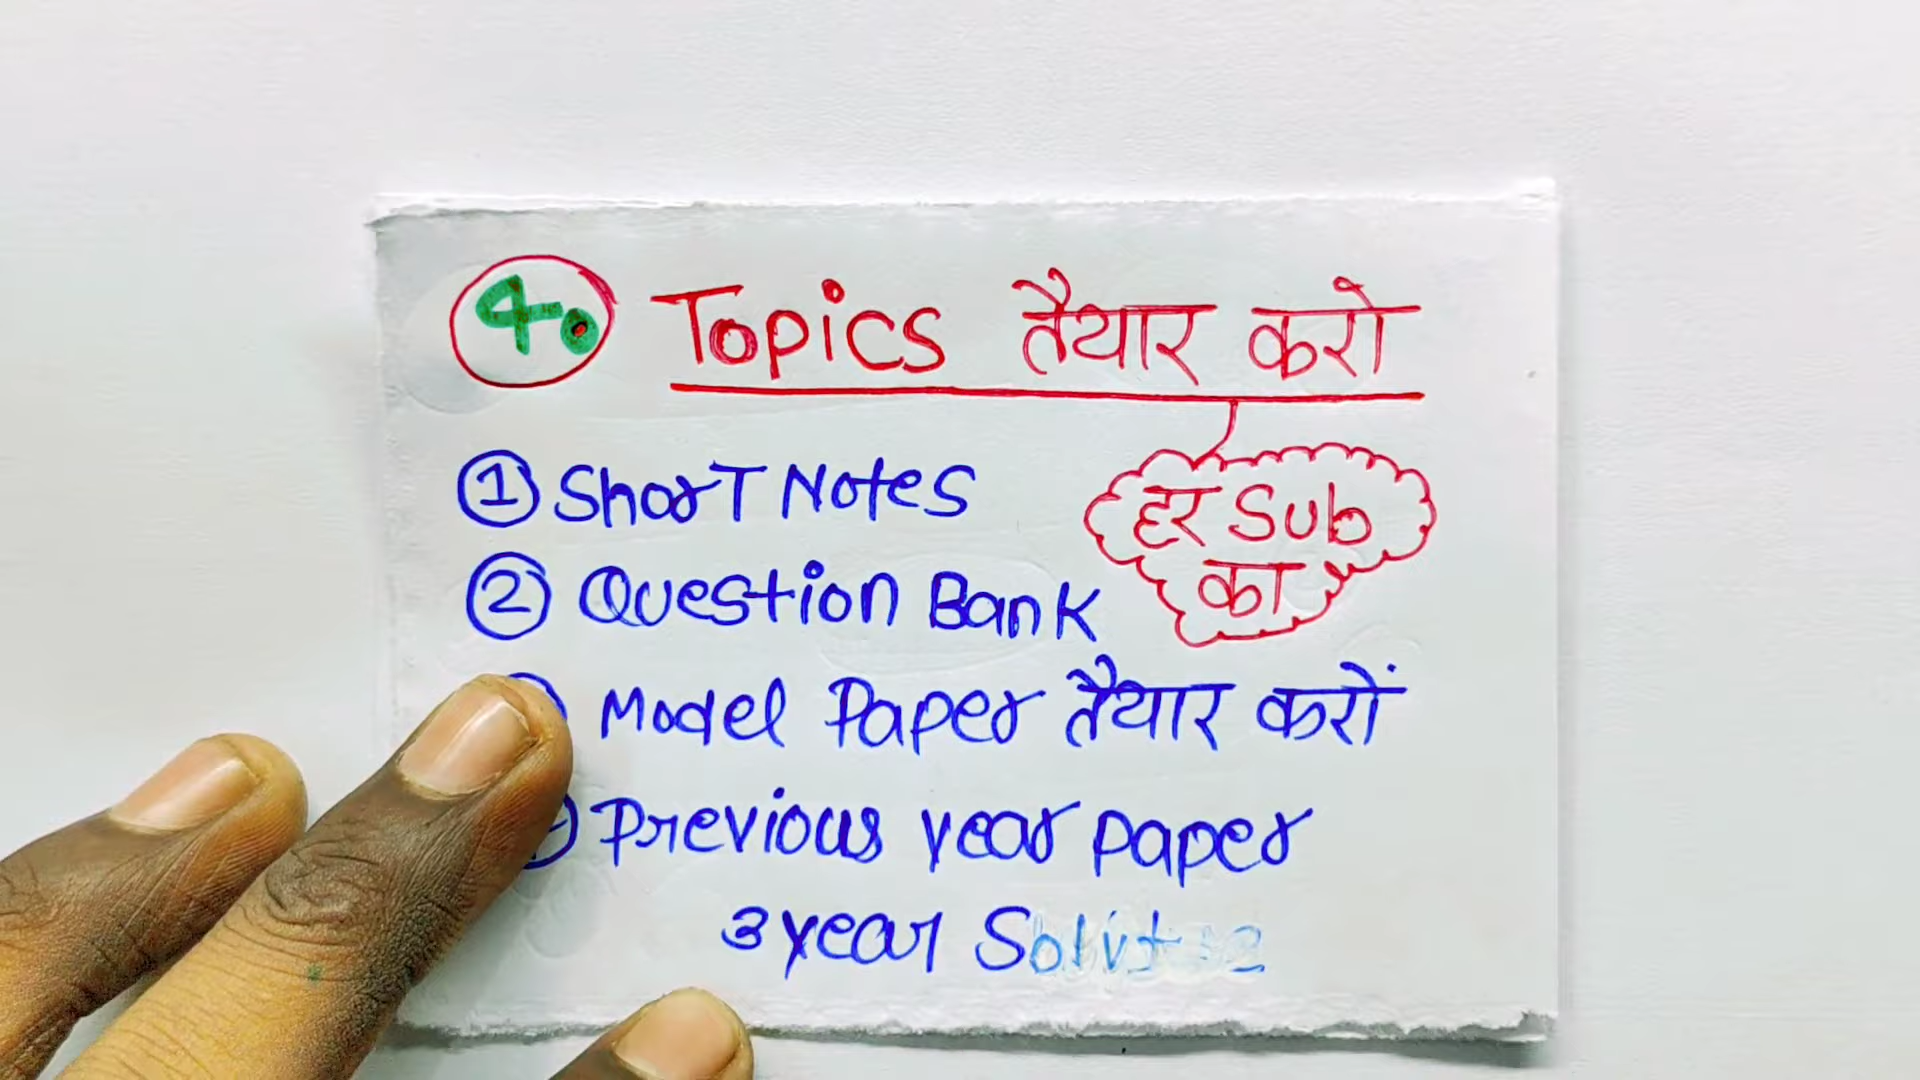 4. Topics तैयार करो
① Short Notes
हर Sub
का
② Question Bank
Model Paper तैयार करों
Previous year paper
3 year